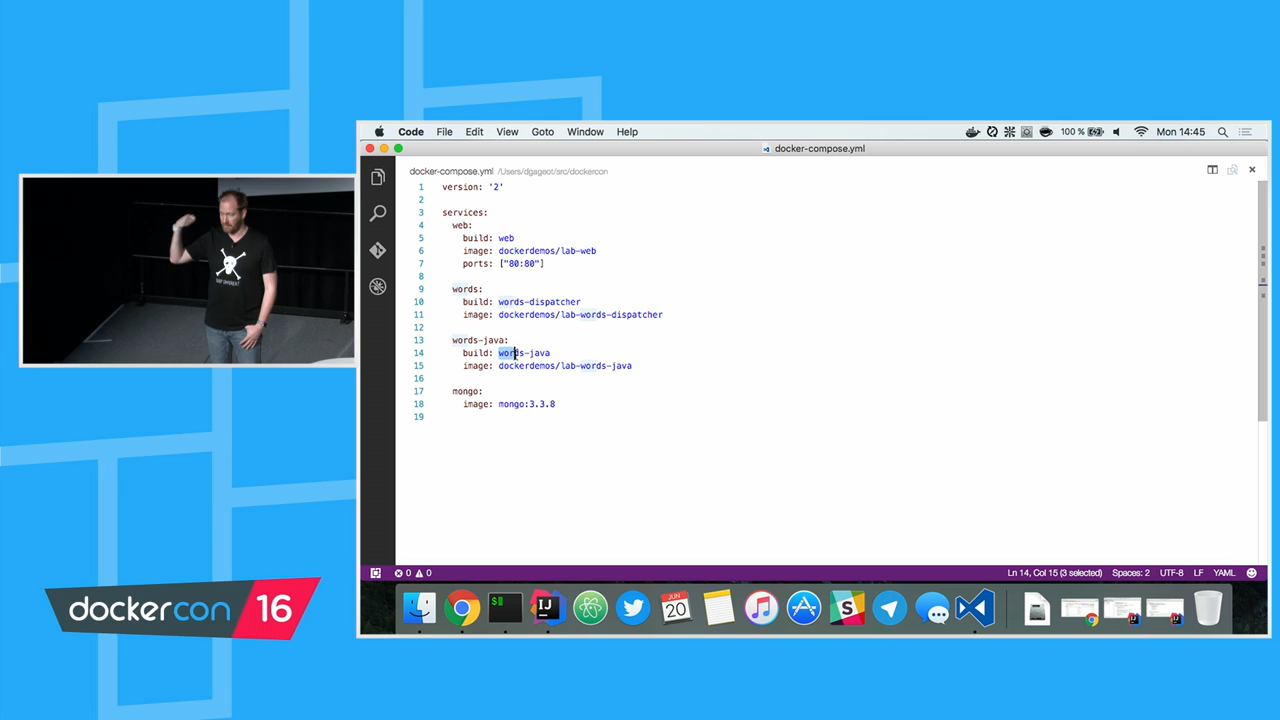 Code File Edit View Goto Window Help 100 % Mon 14:45
docker-compose.yml
docker-compose.yml /Users/dgageot/src/dockercon
1 version: '2'
2
3 services:
4 web:
5 build: web
6 image: dockerdemos/lab-web
7 ports: ["80:80"]
8
9 words:
10 build: words-dispatcher
11 image: dockerdemos/lab-words-dispatcher
12
13 words-java:
14 build: words-java
15 image: dockerdemos/lab-words-java
16
17 mongo:
18 image: mongo:3.3.8
19
0 0 Ln 14, Col 15 (3 selected) Spaces: 2 UTF-8 LF YAML
$
IJ
JUN
20
S
dockercon 16